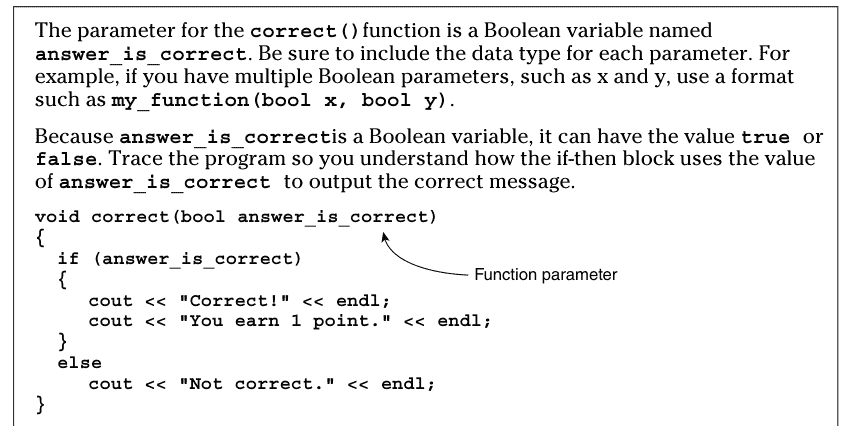 The parameter for the correct()function is a Boolean variable named
answer_is_correct. Be sure to include the data type for each parameter. For
example, if you have multiple Boolean parameters, such as x and y, use a format
such as my_function(bool x, bool y).
Because answer_is_correctis a Boolean variable, it can have the value true or
false. Trace the program so you understand how the if-then block uses the value
of answer_is_correct to output the correct message.
void correct(bool answer_is_correct)
{
if (answer_is_correct)
{
Function parameter
cout << "Correct!" << endl;
cout << "You earn 1 point." << endl;
}
else
cout << "Not correct." << endl;
}